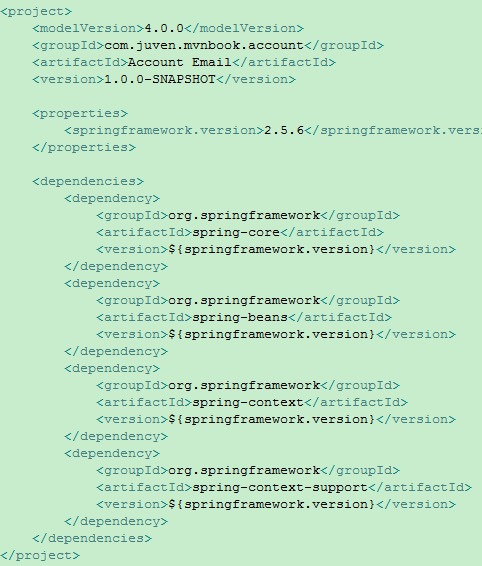 <project>
    <modelVersion>4.0.0</modelVersion>
    <groupId>com.juven.mvnbook.account</groupId>
    <artifactId>Account Email</artifactId>
    <version>1.0.0-SNAPSHOT</version>

    <properties>
        <springframework.version>2.5.6</springframework.vers
    </properties>

    <dependencies>
        <dependency>
            <groupId>org.springframework</groupId>
            <artifactId>spring-core</artifactId>
            <version>${springframework.version}</version>
        </dependency>
        <dependency>
            <groupId>org.springframework</groupId>
            <artifactId>spring-beans</artifactId>
            <version>${springframework.version}</version>
        </dependency>
        <dependency>
            <groupId>org.springframework</groupId>
            <artifactId>spring-context</artifactId>
            <version>${springframework.version}</version>
        </dependency>
        <dependency>
            <groupId>org.springframework</groupId>
            <artifactId>spring-context-support</artifactId>
            <version>${springframework.version}</version>
        </dependency>
    </dependencies>
</project>